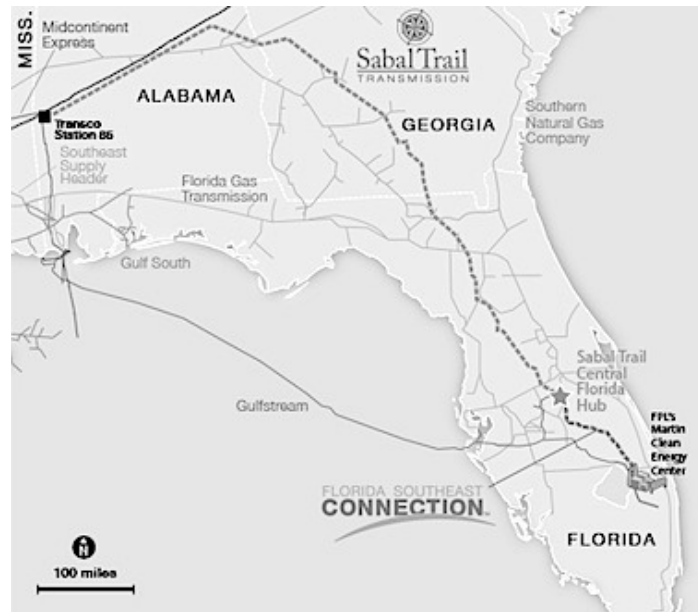 MISS.
Midcontinent
Express
Sabal Trail
TRANSMISSION
ALABAMA
Transco
Station 85
Southeast
Supply
Header
GEORGIA
Southern
Natural Gas
Company
Florida Gas
Transmission
Gulf South
Sabal Trail
Central
Florida
Hub
Gulfstream
FPL's
Martin
Clean
Energy
Center
FLORIDA SOUTHEAST
CONNECTION
FLORIDA
N
100 miles